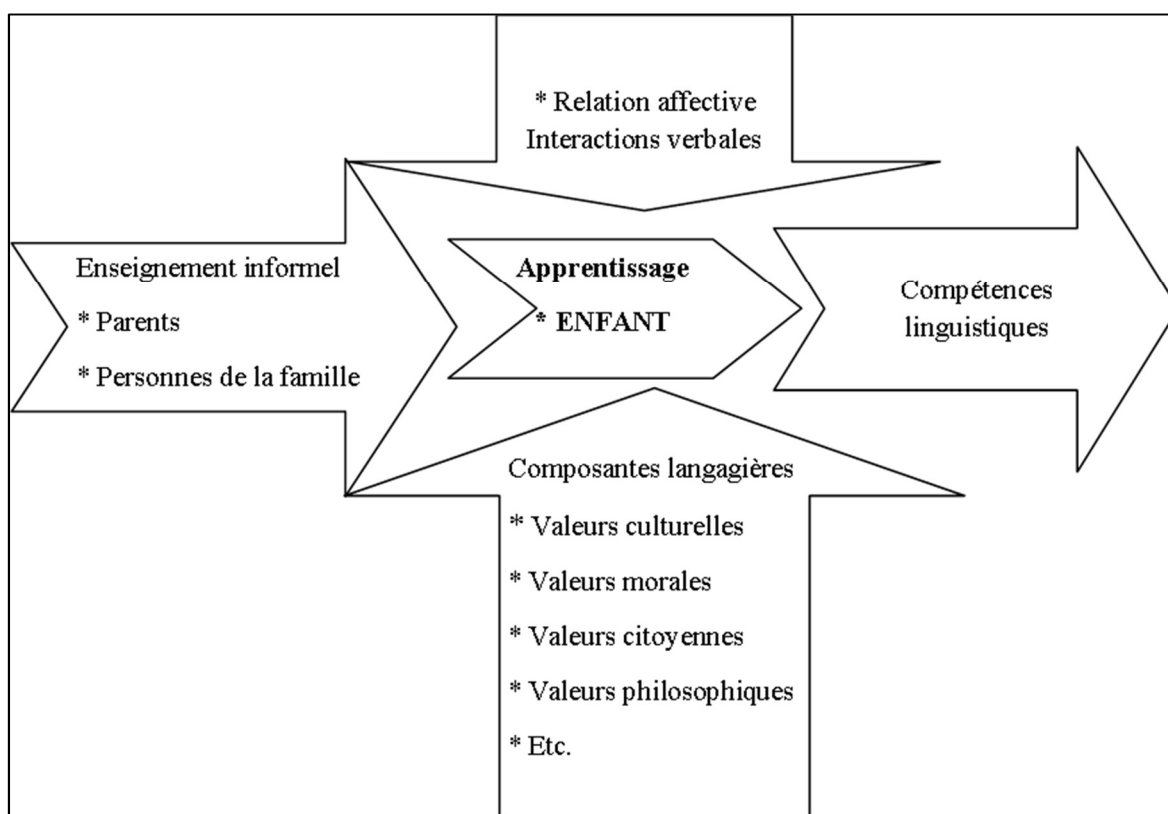 * Relation affective
Interactions verbales
Enseignement informel
* Parents
* Personnes de la famille
Apprentissage
* ENFANT
Compétences
linguistiques
Composantes langagières
* Valeurs culturelles
* Valeurs morales
* Valeurs citoyennes
* Valeurs philosophiques
* Etc.